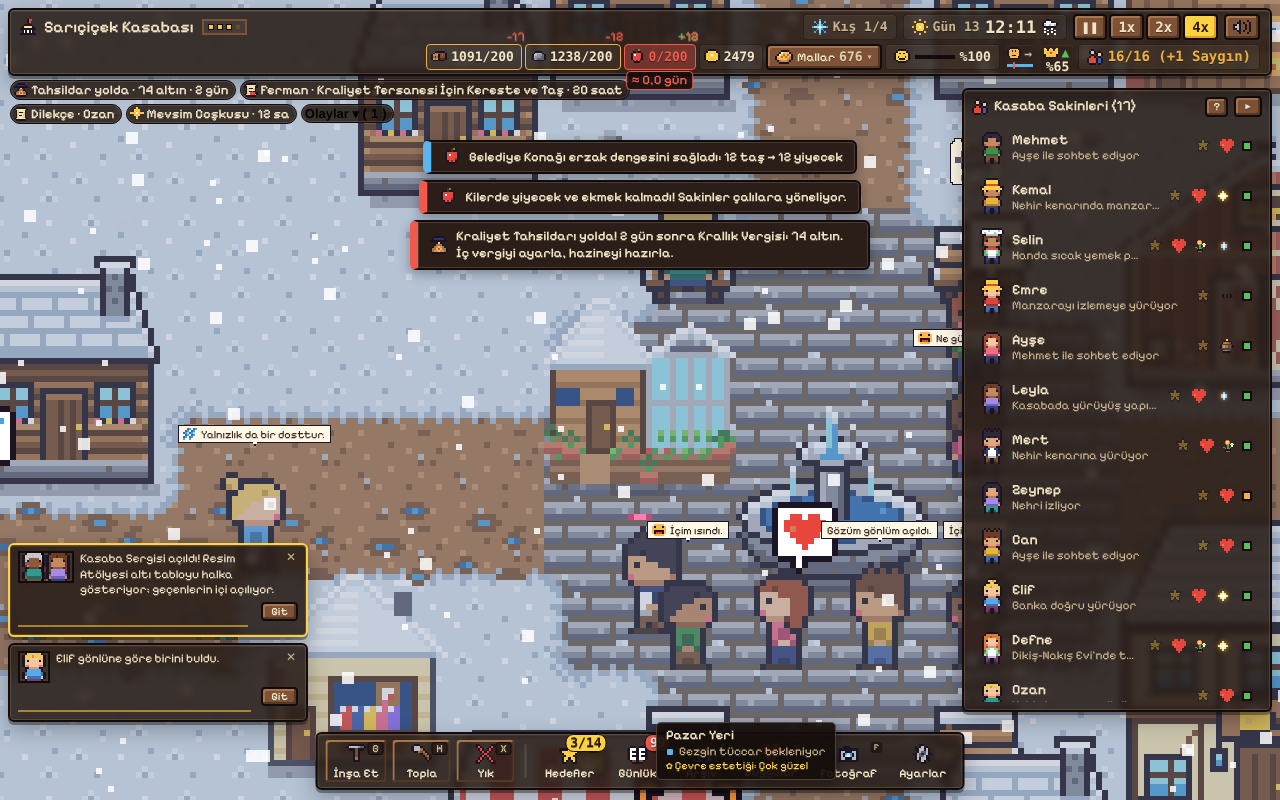 Sarıçiçek Kasabası
Kış 1/4
Gün 13 12:11
1x
2x
4x
-17
-18
+18
1091/200
1238/200
0/200
2479
Mallar 676
%100
%65
16/16 (+1 Saygın)
≈ 0.0 gün
Tahsildar yolda · 74 altın · 2 gün
Ferman · Kraliyet Tersanesi İçin Kereste ve Taş · 20 saat
Dilekçe · Ozan
Mevsim Coşkusu · 12 sa
Olaylar ▾ ( 1 )
Belediye Konağı erzak dengesini sağladı: 12 taş → 12 yiyecek
Kilerde yiyecek ve ekmek kalmadı! Sakinler çalılara yöneliyor.
Kraliyet Tahsildarı yolda! 2 gün sonra Krallık Vergisi: 74 altın.
İç vergiyi ayarla, hazineyi hazırla.
Kasaba Sakinleri (17)
?
Mehmet
Ayşe ile sohbet ediyor
Kemal
Nehir kenarında manzar...
Selin
Handa sıcak yemek p...
Emre
Manzarayı izlemeye yürüyor
Ayşe
Mehmet ile sohbet ediyor
Leyla
Kasabada yürüyüş yapı...
Mert
Nehir kenarına yürüyor
Zeynep
Nehri izliyor
Can
Ayşe ile sohbet ediyor
Elif
Banka doğru yürüyor
Defne
Dikiş-Nakış Evi'nde t...
Ozan
Yalnızlık da bir dosttur.
İçim ısındı.
Gözüm gönlüm açıldı.
Kasaba Sergisi açıldı! Resim
Atölyesi altı tabloyu halka
gösteriyor; geçenlerin içi açılıyor.
×
Git
Elif gönlüne göre birini buldu.
×
Git
Pazar Yeri
Gezgin tüccar bekleniyor
Çevre estetiği: Çok güzel
G
İnşa Et
H
Topla
X
Yık
3/14
Hedefler
9
Günlük
F
Fotoğraf
Ayarlar